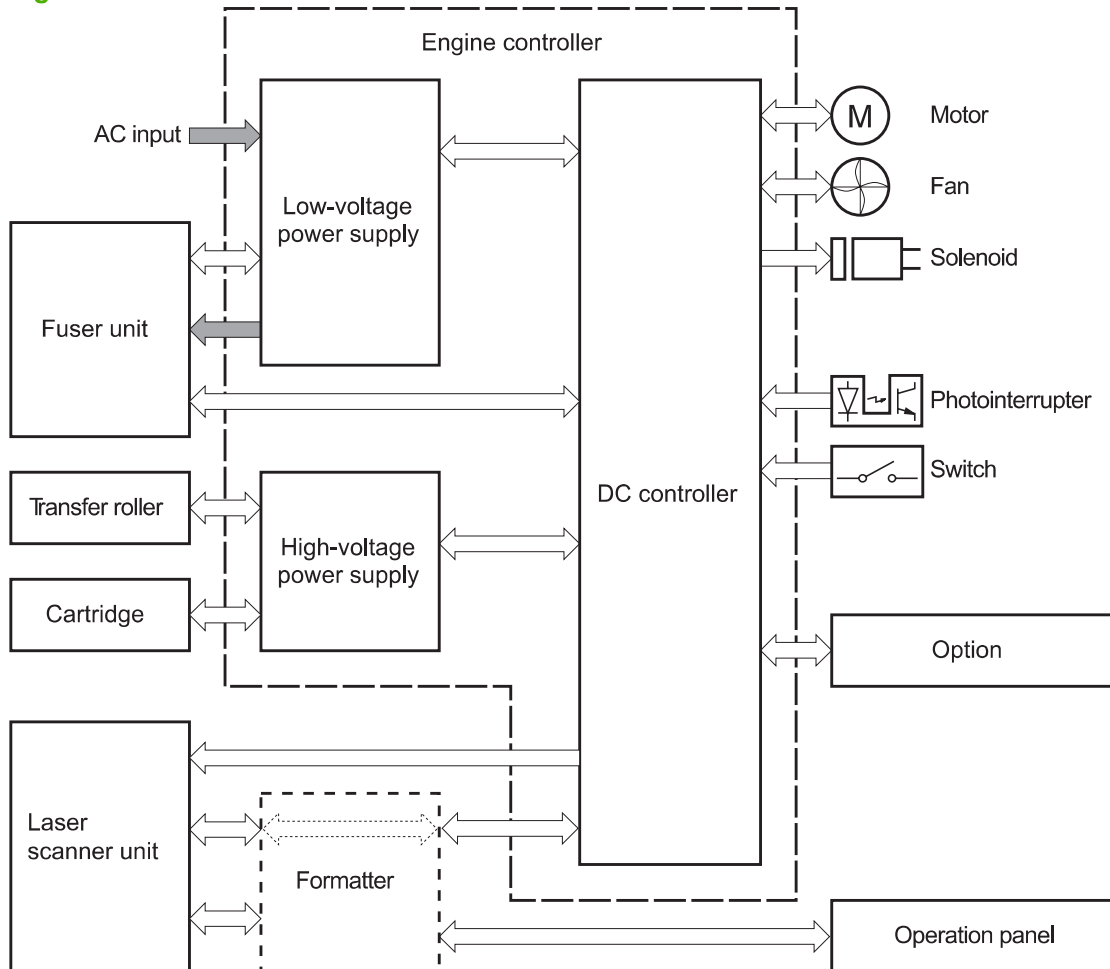 Engine controller
AC input
Low-voltage
power supply
Fuser unit
Transfer roller
Cartridge
High-voltage
power supply
DC controller
M
Motor
Fan
Solenoid
Photointerrupter
Switch
Option
Laser
scanner unit
Formatter
Operation panel